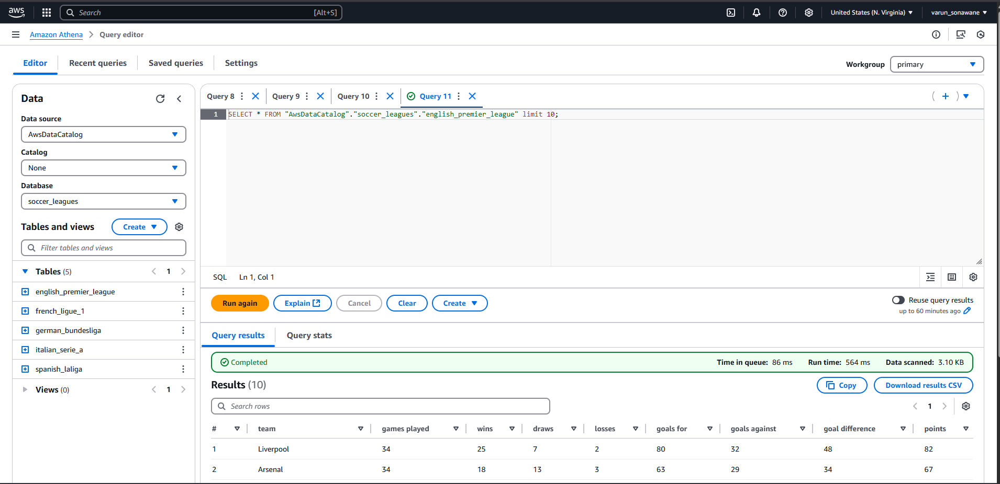 aws Search [Alt+S] United States (N. Virginia) varun_sonawane
Amazon Athena Query editor
Editor Recent queries Saved queries Settings Workgroup primary
Data
Data source
AwsDataCatalog
Catalog
None
Database
soccer_leagues
Tables and views Create
Filter tables and views
Tables (5) 1
english_premier_league
french_ligue_1
german_bundesliga
italian_serie_a
spanish_laliga
Views (0) 1
Query 8 Query 9 Query 10 Query 11
1 SELECT * FROM "AwsDataCatalog"."soccer_leagues"."english_premier_league" limit 10;
SQL Ln 1, Col 1
Run again Explain Cancel Clear Create Reuse query results
up to 60 minutes ago
Query results Query stats
Completed Time in queue: 86 ms Run time: 564 ms Data scanned: 3.10 KB
Results (10) Copy Download results CSV
Search rows 1
# team games played wins draws losses goals for goals against goal difference points
1 Liverpool 34 25 7 2 80 32 48 82
2 Arsenal 34 18 13 3 63 29 34 67